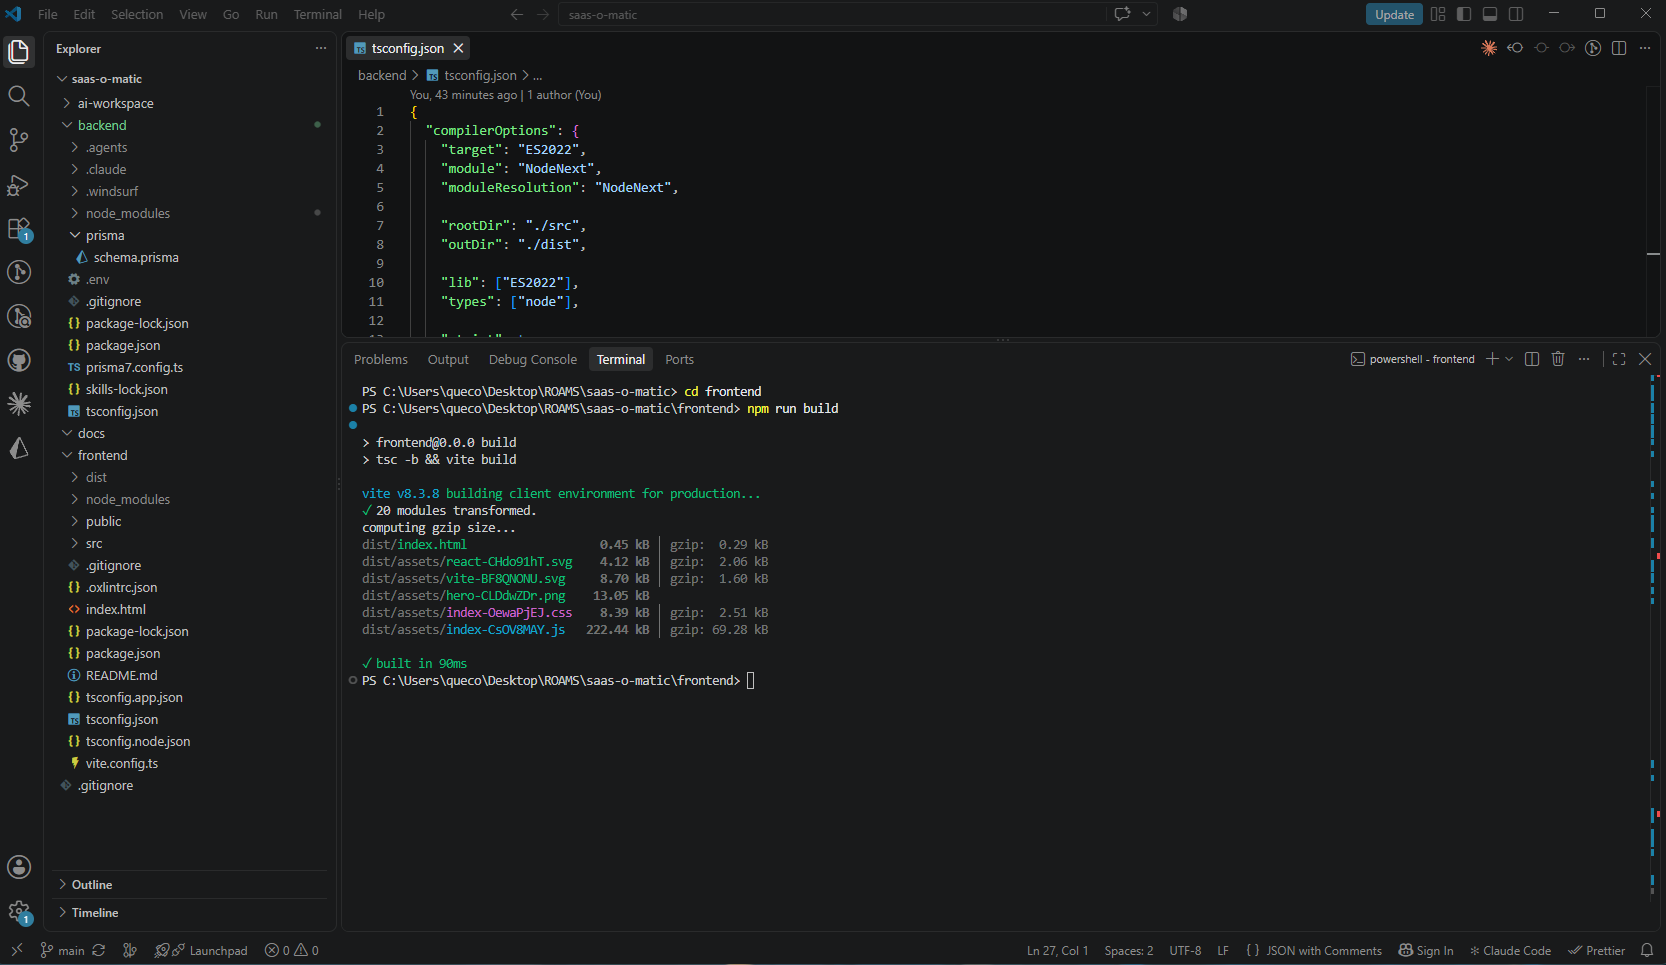 File Edit Selection View Go Run Terminal Help
saas-o-matic
Update
Explorer
saas-o-matic
ai-workspace
backend
.agents
.claude
.windsurf
node_modules
prisma
schema.prisma
.env
.gitignore
{} package-lock.json
{} package.json
TS prisma7.config.ts
{} skills-lock.json
TS tsconfig.json
docs
frontend
dist
node_modules
public
src
.gitignore
{} .oxlintrc.json
<> index.html
{} package-lock.json
{} package.json
README.md
{} tsconfig.app.json
TS tsconfig.json
{} tsconfig.node.json
vite.config.ts
.gitignore
Outline
Timeline
1
1
TS tsconfig.json
backend > TS tsconfig.json > ...
You, 43 minutes ago | 1 author (You)
1 {
2 "compilerOptions": {
3 "target": "ES2022",
4 "module": "NodeNext",
5 "moduleResolution": "NodeNext",
6
7 "rootDir": "./src",
8 "outDir": "./dist",
9
10 "lib": ["ES2022"],
11 "types": ["node"],
12
Problems Output Debug Console Terminal Ports
powershell - frontend
PS C:\Users\queco\Desktop\ROAMS\saas-o-matic> cd frontend
PS C:\Users\queco\Desktop\ROAMS\saas-o-matic\frontend> npm run build
> frontend@0.0.0 build
> tsc -b && vite build
vite v8.3.8 building client environment for production...
✓ 20 modules transformed.
computing gzip size...
dist/index.html 0.45 kB │ gzip: 0.29 kB
dist/assets/react-CHdo91hT.svg 4.12 kB │ gzip: 2.06 kB
dist/assets/vite-BF8QNONU.svg 8.70 kB │ gzip: 1.60 kB
dist/assets/hero-CLDdwZDr.png 13.05 kB
dist/assets/index-OewaPjEJ.css 8.39 kB │ gzip: 2.51 kB
dist/assets/index-CsOV8MAY.js 222.44 kB │ gzip: 69.28 kB
✓ built in 90ms
PS C:\Users\queco\Desktop\ROAMS\saas-o-matic\frontend>
main Launchpad 0 0 Ln 27, Col 1 Spaces: 2 UTF-8 LF {} JSON with Comments Sign In Claude Code Prettier